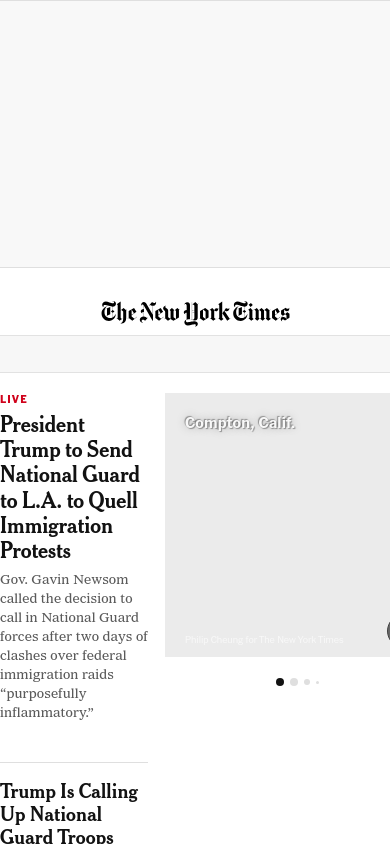 The New York Times
LIVE
President
Trump to Send
National Guard
to L.A. to Quell
Immigration
Protests
Gov. Gavin Newsom
called the decision to
call in National Guard
forces after two days of
clashes over federal
immigration raids
“purposefully
inflammatory.”
Compton, Calif.
Philip Cheung for The New York Times
Trump Is Calling
Up National
Guard Troops